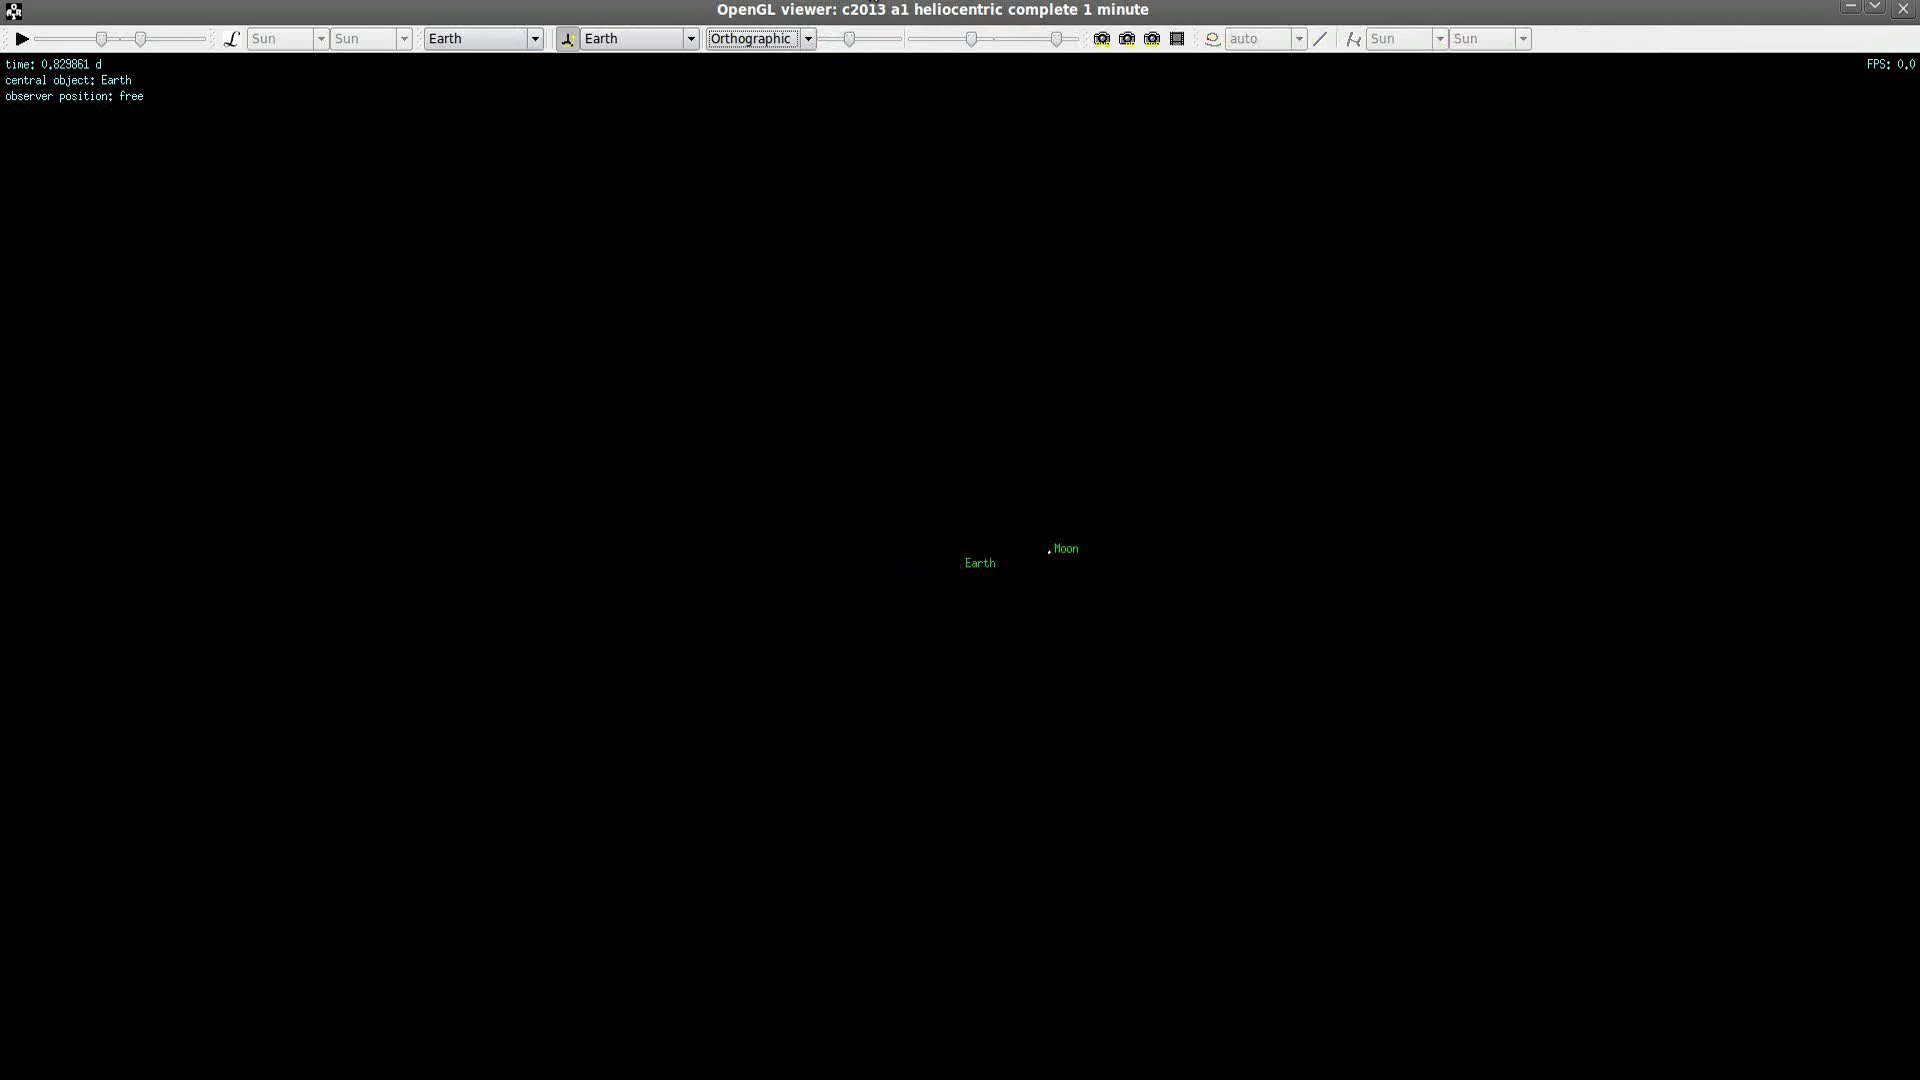 OpenGL viewer: c2013 a1 heliocentric complete 1 minute
Sun Sun Earth Earth Orthographic auto Sun Sun
time: 0.829861 d
FPS: 0.0
central object: Earth
observer position: free
Moon
Earth